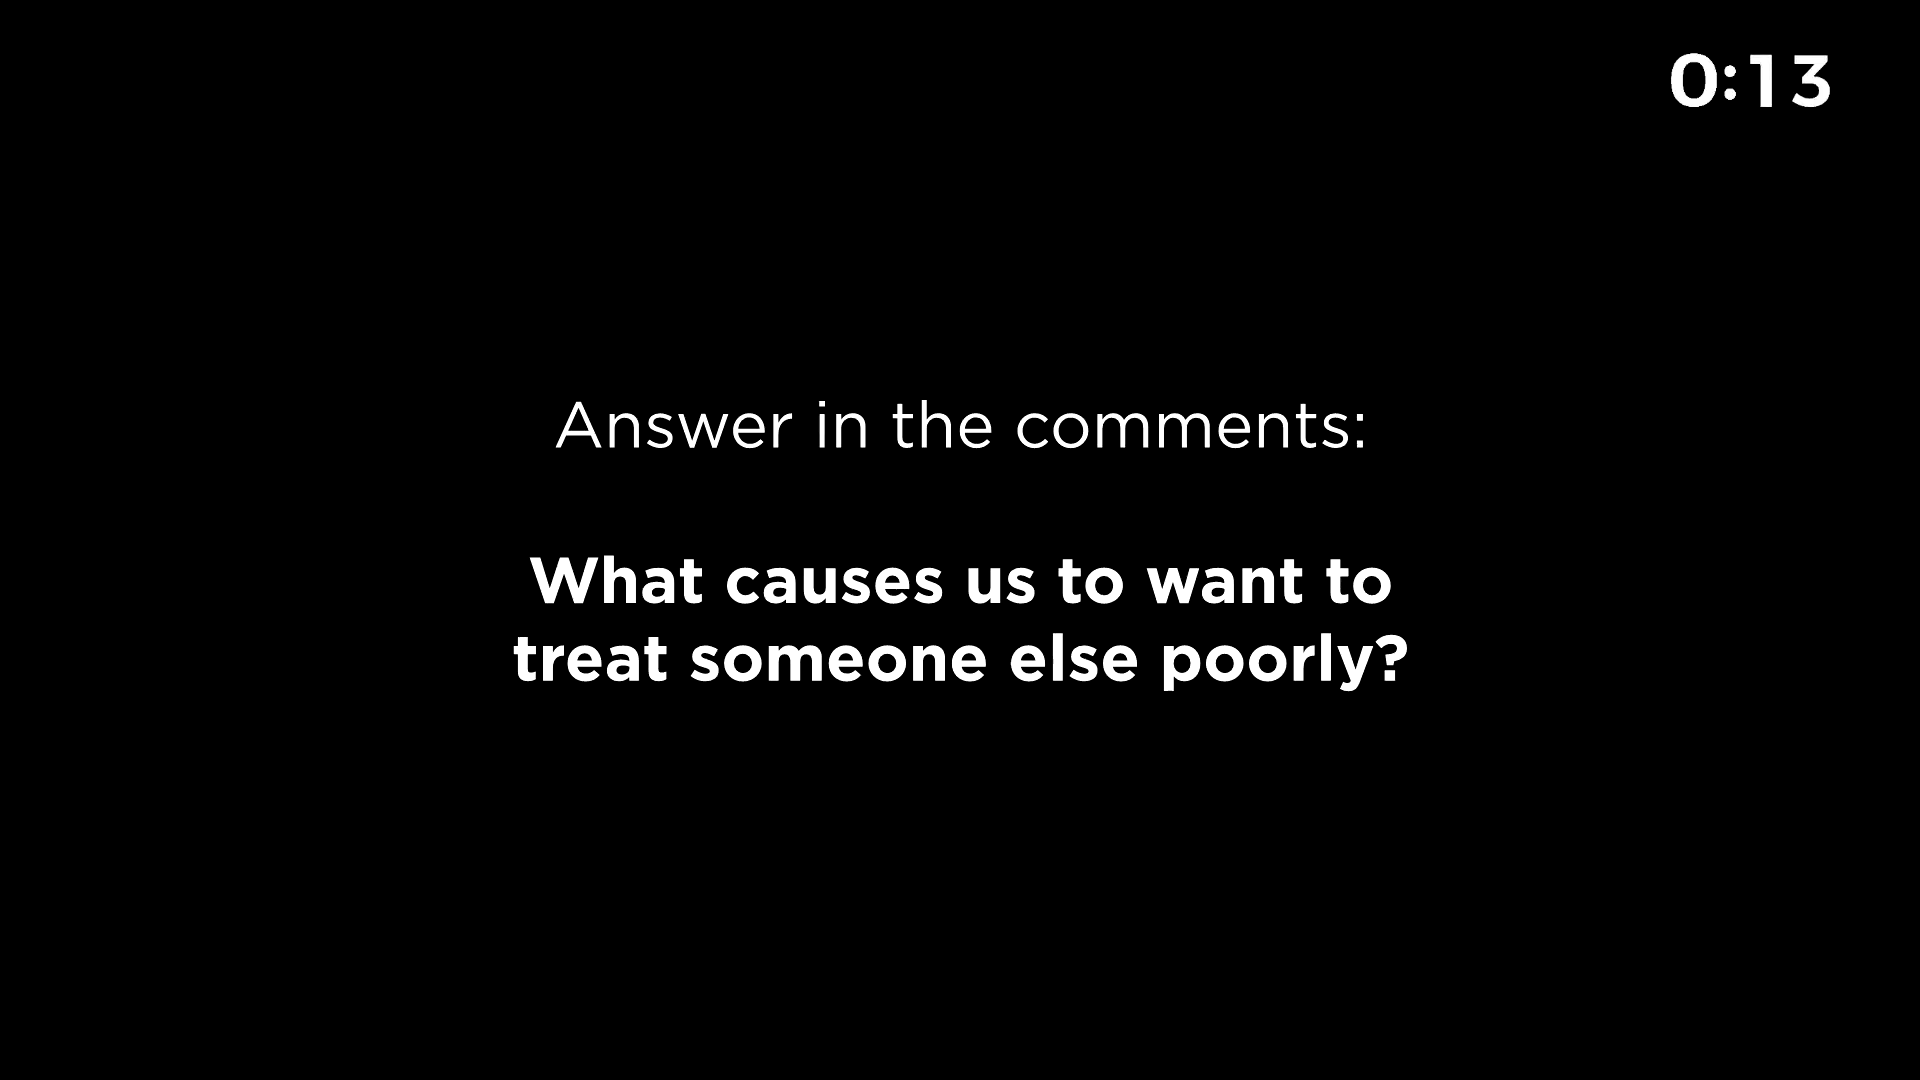 0:13
Answer in the comments:
What causes us to want to
treat someone else poorly?